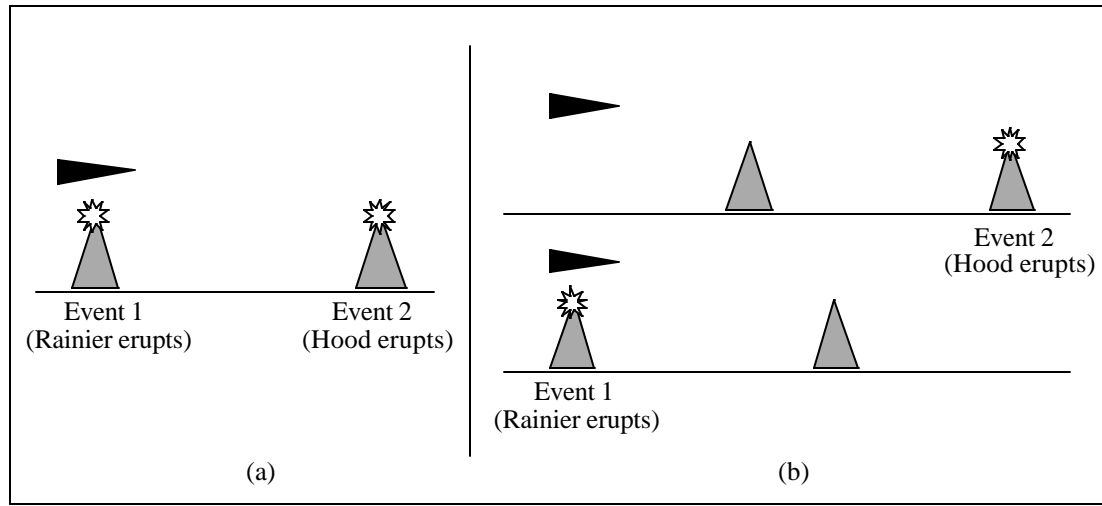 Event 1
(Rainier erupts)
Event 2
(Hood erupts)
(a)
Event 2
(Hood erupts)
Event 1
(Rainier erupts)
(b)